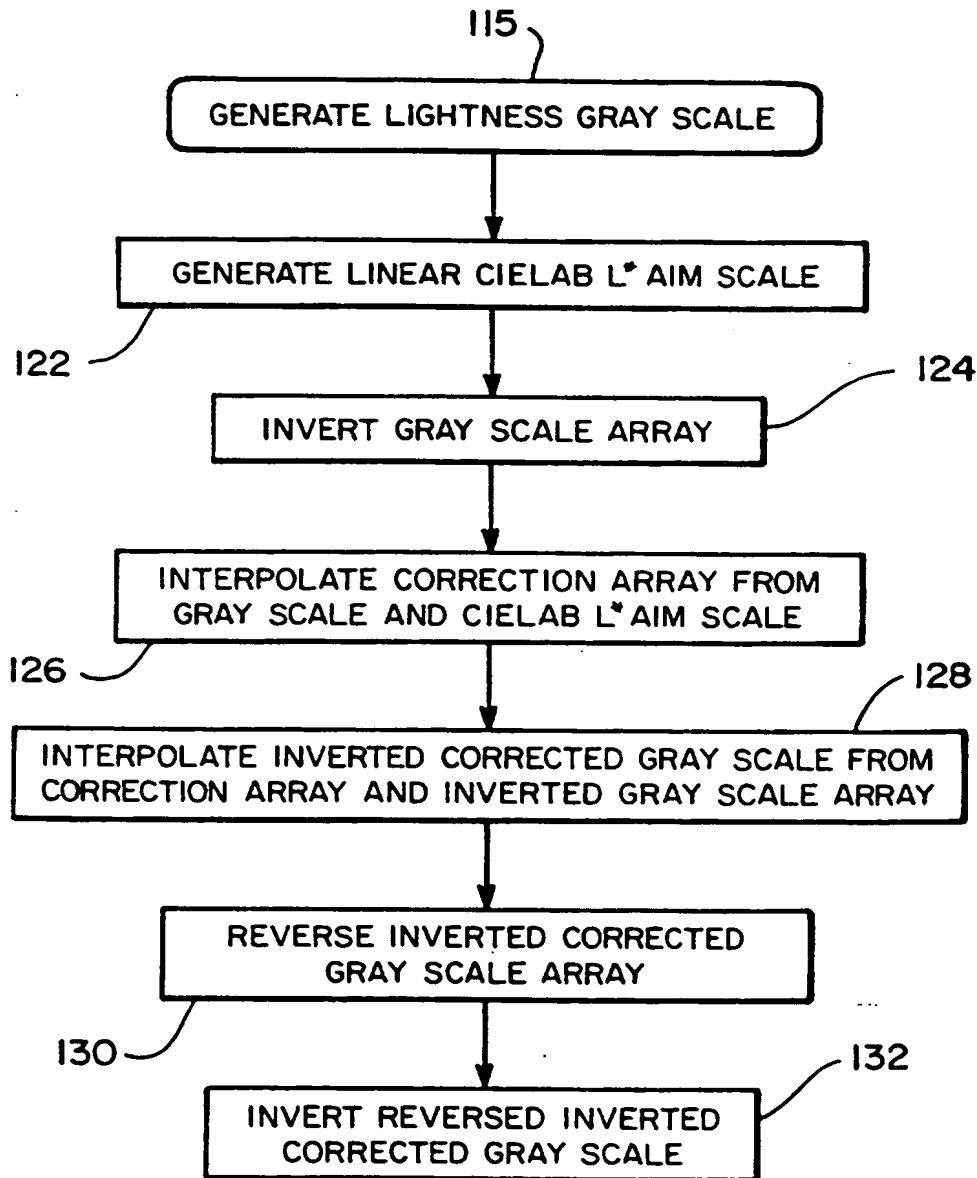 115
GENERATE LIGHTNESS GRAY SCALE
GENERATE LINEAR CIELAB L* AIM SCALE
122
124
INVERT GRAY SCALE ARRAY
INTERPOLATE CORRECTION ARRAY FROM
GRAY SCALE AND CIELAB L* AIM SCALE
126
128
INTERPOLATE INVERTED CORRECTED GRAY SCALE FROM
CORRECTION ARRAY AND INVERTED GRAY SCALE ARRAY
REVERSE INVERTED CORRECTED
GRAY SCALE ARRAY
130
132
INVERT REVERSED INVERTED
CORRECTED GRAY SCALE